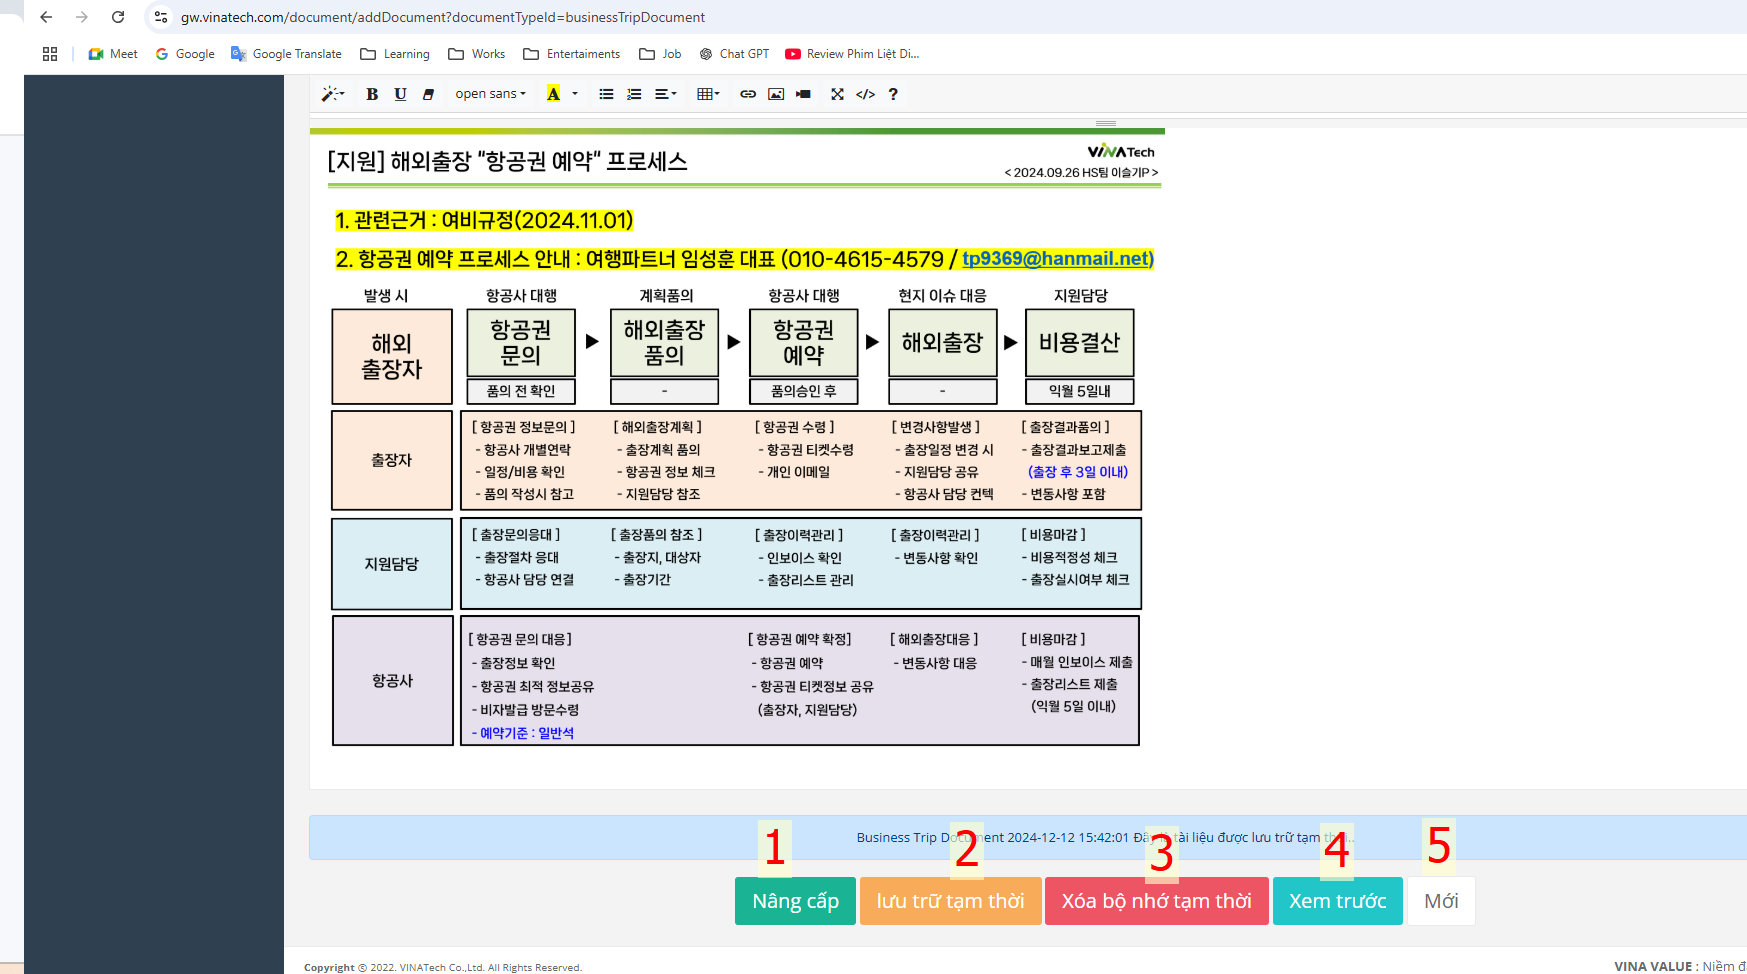 gw.vinatech.com/document/addDocument?documentTypeId=businessTripDocument
Meet Google Google Translate Learning Works Entertaiments Job Chat GPT Review Phim Liệt Di...
B U open sans A </> ?
[지원] 해외출장 “항공권 예약” 프로세스
ViNATech
< 2024.09.26 HS팀 이슬기P >
1. 관련근거 : 여비규정(2024.11.01)
2. 항공권 예약 프로세스 안내 : 여행파트너 임성훈 대표 (010-4615-4579 / tp9369@hanmail.net)
발생 시 항공사 대행 계획품의 항공사 대행 현지 이슈 대응 지원담당
해외
출장자
항공권
문의
품의 전 확인
▶
해외출장
품의
-
▶
항공권
예약
품의승인 후
▶
해외출장
-
▶
비용결산
익월 5일내
출장자
[ 항공권 정보문의 ]
- 항공사 개별연락
- 일정/비용 확인
- 품의 작성시 참고
[ 해외출장계획 ]
- 출장계획 품의
- 항공권 정보 체크
- 지원담당 참조
[ 항공권 수령 ]
- 항공권 티켓수령
- 개인 이메일
[ 변경사항발생 ]
- 출장일정 변경 시
- 지원담당 공유
- 항공사 담당 컨텍
[ 출장결과품의 ]
- 출장결과보고제출
(출장 후 3일 이내)
- 변동사항 포함
지원담당
[ 출장문의응대 ]
- 출장절차 응대
- 항공사 담당 연결
[ 출장품의 참조 ]
- 출장지, 대상자
- 출장기간
[ 출장이력관리 ]
- 인보이스 확인
- 출장리스트 관리
[ 출장이력관리 ]
- 변동사항 확인
[ 비용마감 ]
- 비용적정성 체크
- 출장실시여부 체크
항공사
[ 항공권 문의 대응]
- 출장정보 확인
- 항공권 최적 정보공유
- 비자발급 방문수령
- 예약기준 : 일반석
[ 항공권 예약 확정]
- 항공권 예약
- 항공권 티켓정보 공유
(출장자, 지원담당)
[ 해외출장대응 ]
- 변동사항 대응
[ 비용마감 ]
- 매월 인보이스 제출
- 출장리스트 제출
(익월 5일 이내)
Business Trip Document 2024-12-12 15:42:01 Đây là tài liệu được lưu trữ tạm thời..
1 2 3 4 5
Nâng cấp lưu trữ tạm thời Xóa bộ nhớ tạm thời Xem trước Mới
Copyright © 2022. VINATech Co.,Ltd. All Rights Reserved.
VINA VALUE : Niềm